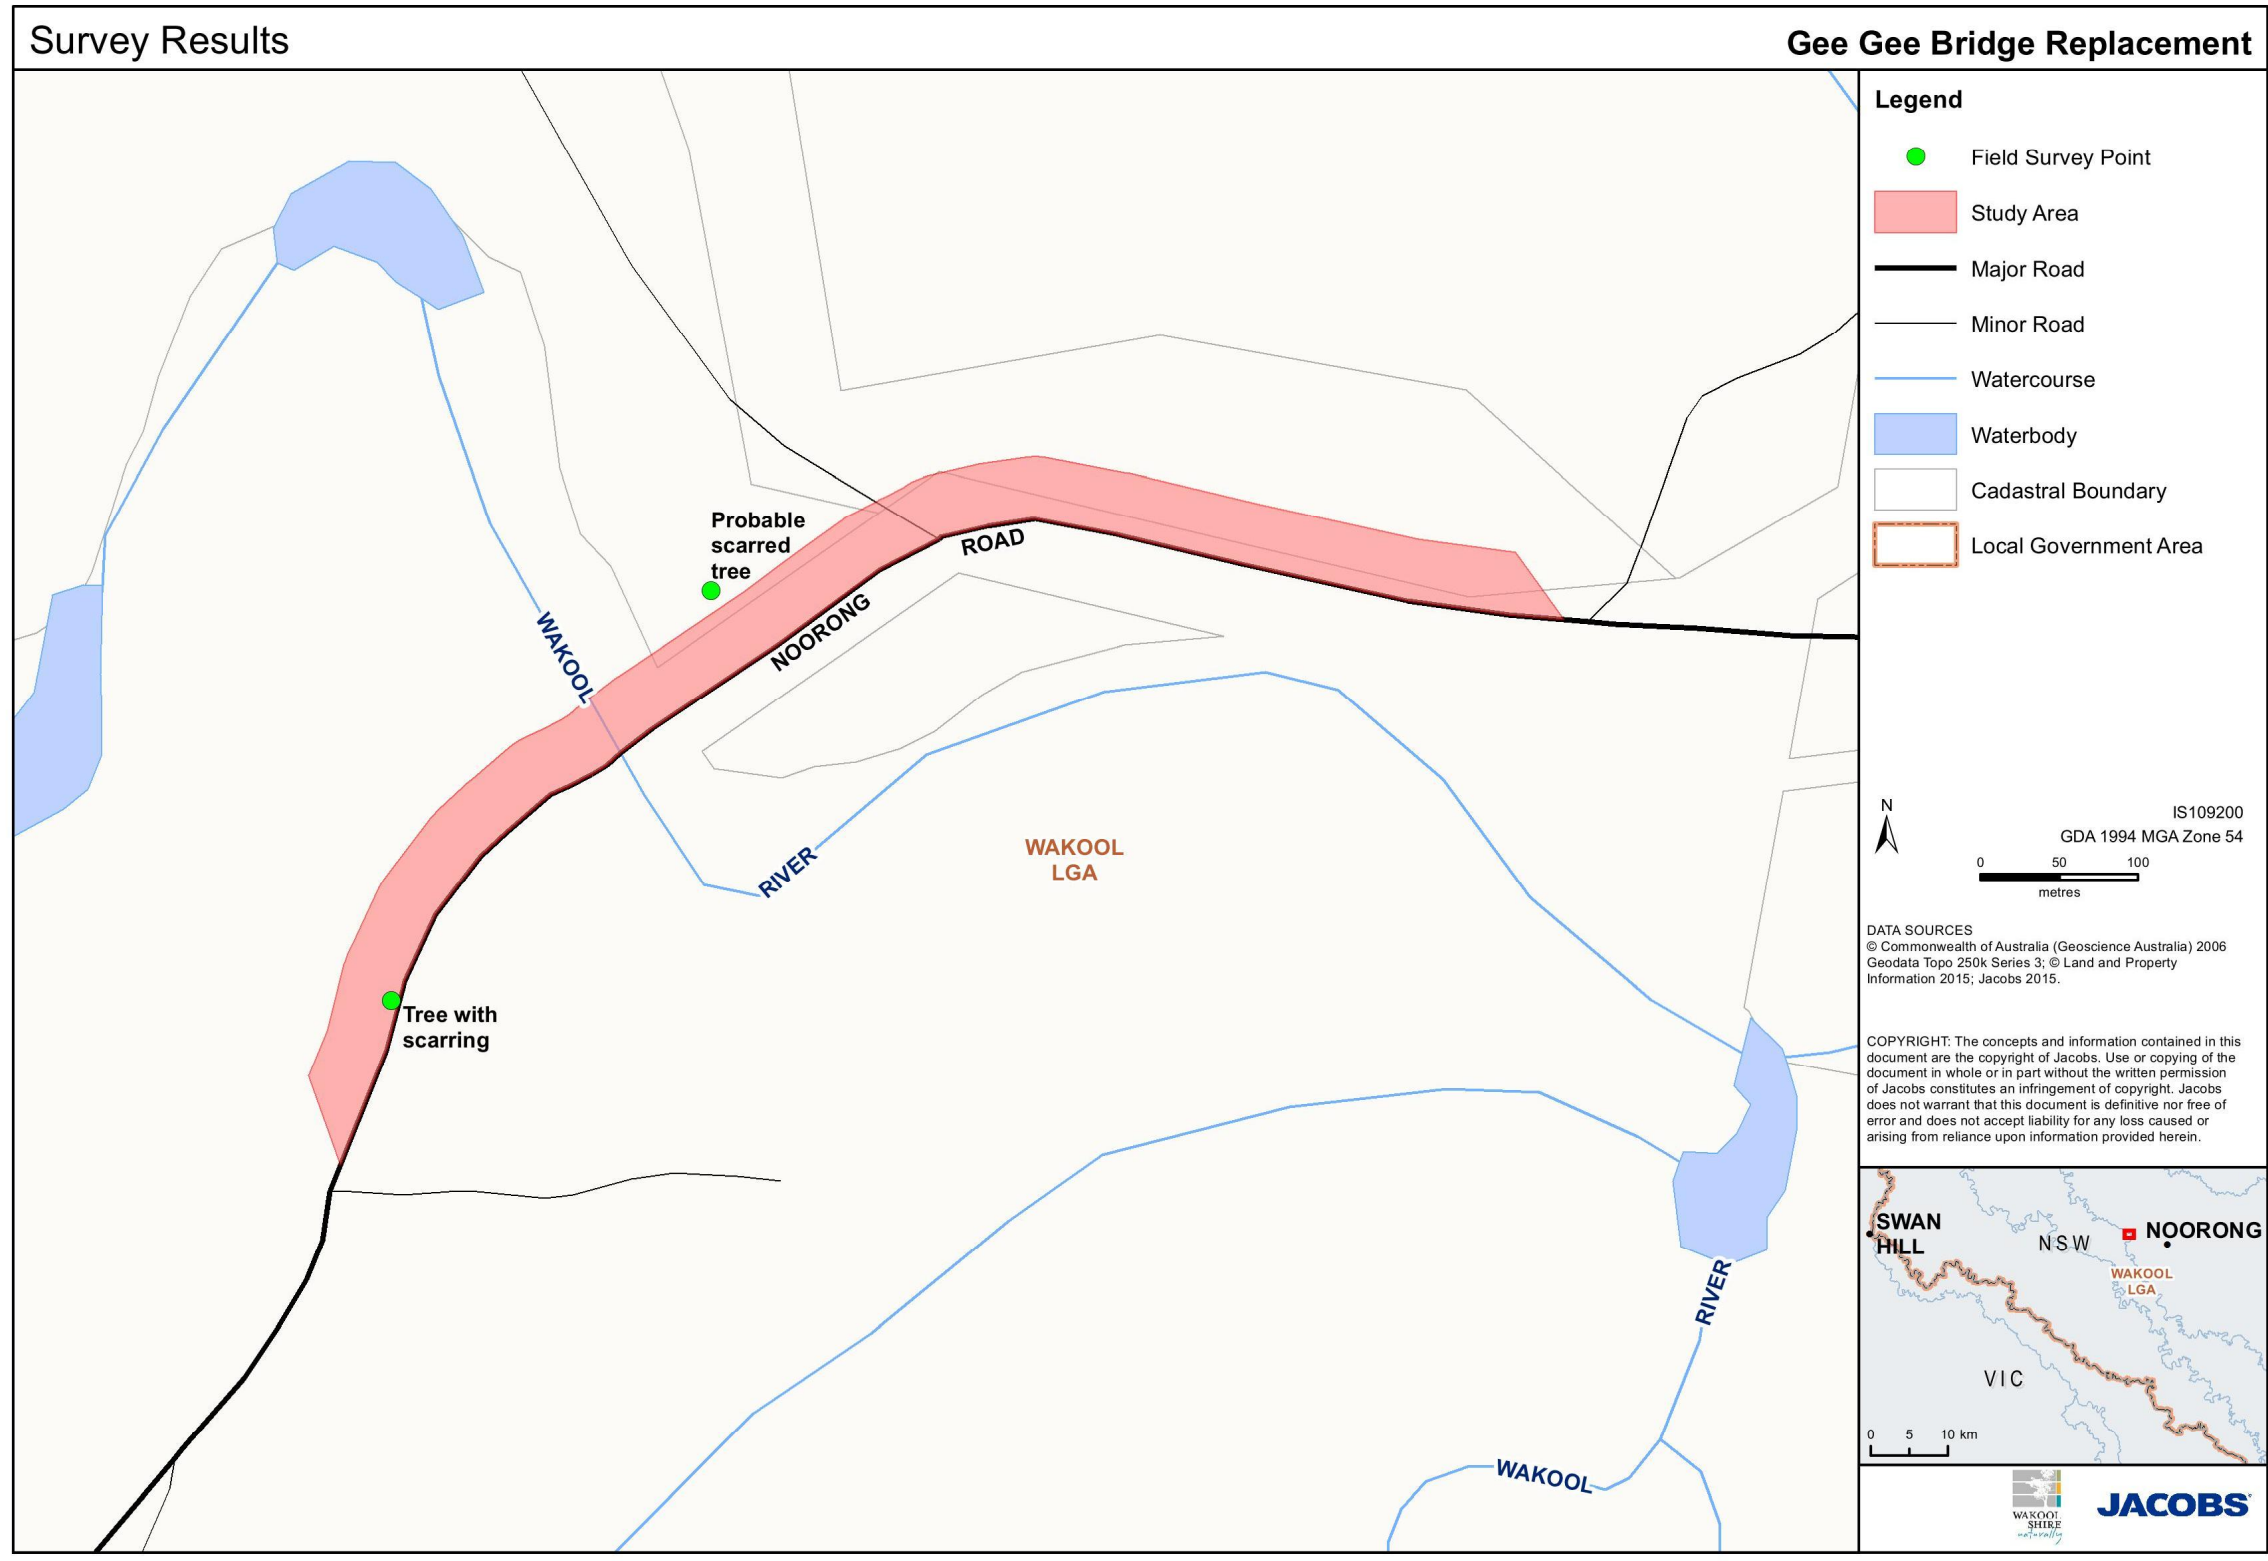 Survey Results
Gee Gee Bridge Replacement
Probable
scarred
tree
ROAD
NOORONG
WAKOOL
RIVER
WAKOOL
LGA
Tree with
scarring
RIVER
WAKOOL
Legend
Field Survey Point
Study Area
Major Road
Minor Road
Watercourse
Waterbody
Cadastral Boundary
Local Government Area
N
IS109200
GDA 1994 MGA Zone 54
0 50 100
metres
DATA SOURCES
© Commonwealth of Australia (Geoscience Australia) 2006
Geodata Topo 250k Series 3; © Land and Property
Information 2015; Jacobs 2015.
COPYRIGHT: The concepts and information contained in this
document are the copyright of Jacobs. Use or copying of the
document in whole or in part without the written permission
of Jacobs constitutes an infringement of copyright. Jacobs
does not warrant that this document is definitive nor free of
error and does not accept liability for any loss caused or
arising from reliance upon information provided herein.
SWAN
HILL
NSW
NOORONG
WAKOOL
LGA
VIC
0 5 10 km
WAKOOL
SHIRE
naturally
JACOBS